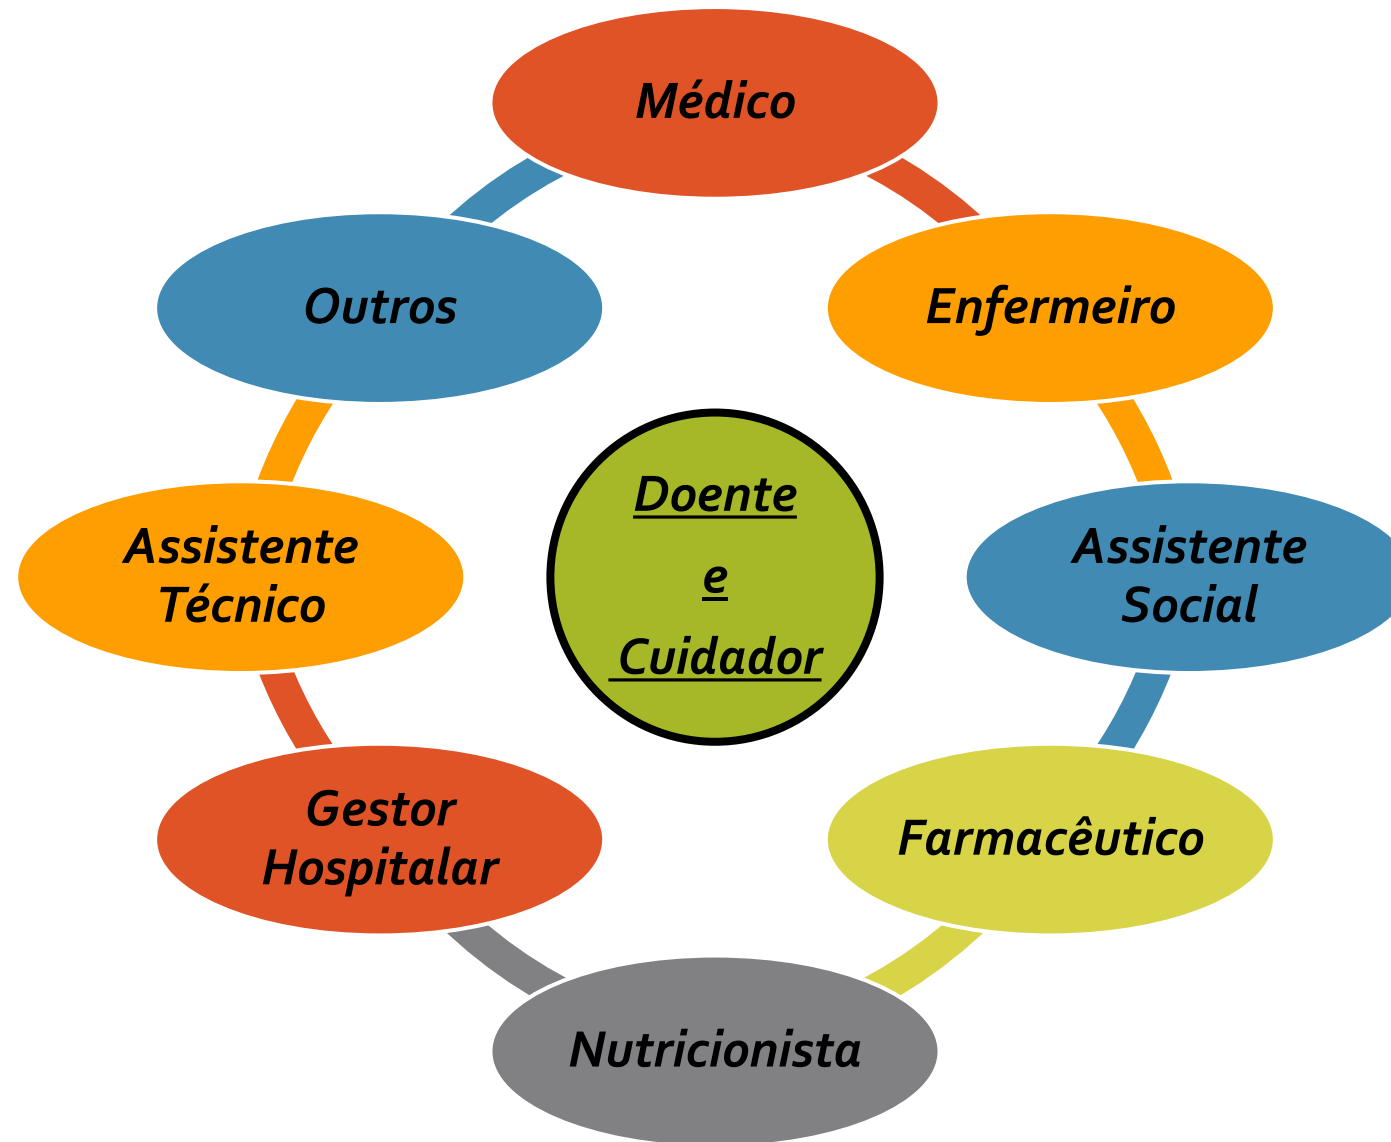 Médico
Outros
Enfermeiro
Doente
e
Cuidador
Assistente
Técnico
Assistente
Social
Gestor
Hospitalar
Farmacêutico
Nutricionista